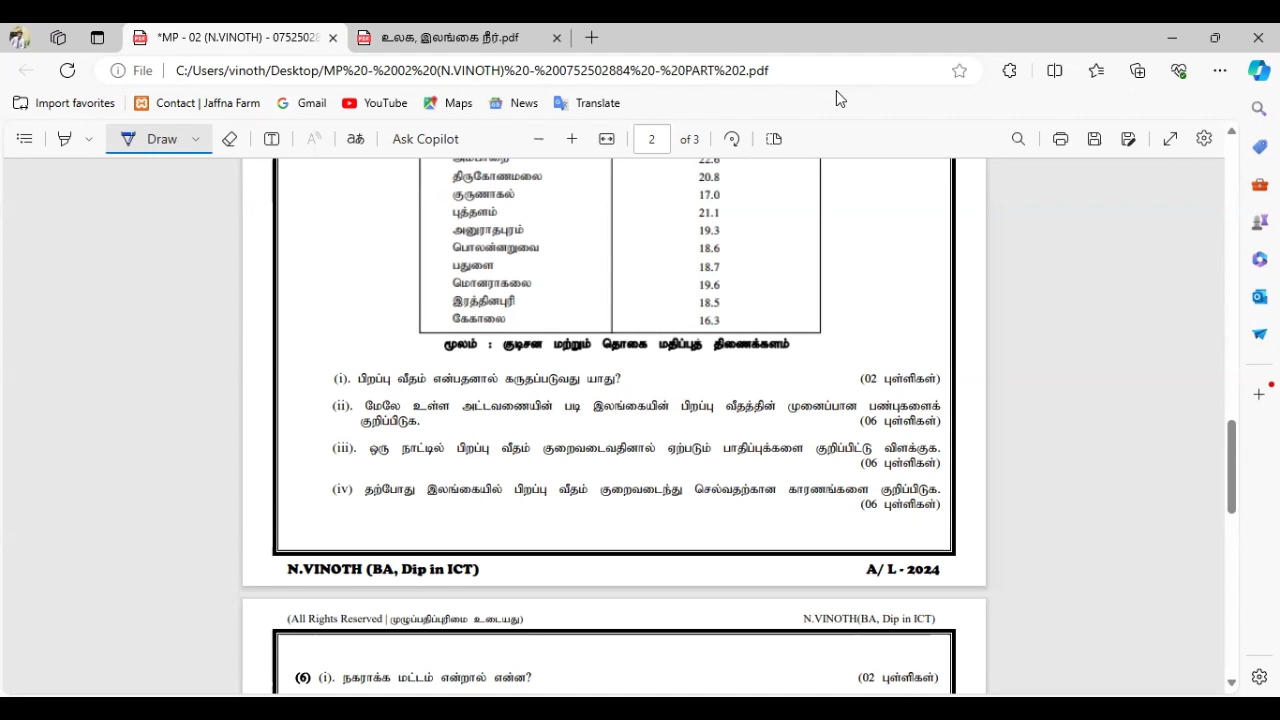 *MP - 02 (N.VINOTH) - 07525028
உலக, இலங்கை நீர்.pdf
File
C:/Users/vinoth/Desktop/MP%20-%2002%20(N.VINOTH)%20-%200752502884%20-%20PART%202.pdf
Import favorites
Contact | Jaffna Farm
Gmail
YouTube
Maps
News
Translate
Draw
Ask Copilot
2 of 3
அம்பாறை 22.6
திருகோணமலை 20.8
குருணாகல் 17.0
புத்தளம் 21.1
அனுராதபுரம் 19.3
பொலன்னறுவை 18.6
பதுளை 18.7
மொனராகலை 19.6
இரத்தினபுரி 18.5
கேகாலை 16.3
மூலம் : குடிசன மற்றும் தொகை மதிப்புத் திணைக்களம்
(i). பிறப்பு வீதம் என்பதனால் கருதப்படுவது யாது? (02 புள்ளிகள்)
(ii). மேலே உள்ள அட்டவணையின் படி இலங்கையின் பிறப்பு வீதத்தின் முனைப்பான பண்புகளைக்
குறிப்பிடுக. (06 புள்ளிகள்)
(iii). ஒரு நாட்டில் பிறப்பு வீதம் குறைவடைவதினால் ஏற்படும் பாதிப்புக்களை குறிப்பிட்டு விளக்குக.
(06 புள்ளிகள்)
(iv) தற்போது இலங்கையில் பிறப்பு வீதம் குறைவடைந்து செல்வதற்கான காரணங்களை குறிப்பிடுக.
(06 புள்ளிகள்)
N.VINOTH (BA, Dip in ICT) A/ L - 2024
(All Rights Reserved | முழுப்பதிப்புரிமை உடையது) N.VINOTH(BA, Dip in ICT)
(6) (i). நகராக்க மட்டம் என்றால் என்ன? (02 புள்ளிகள்)